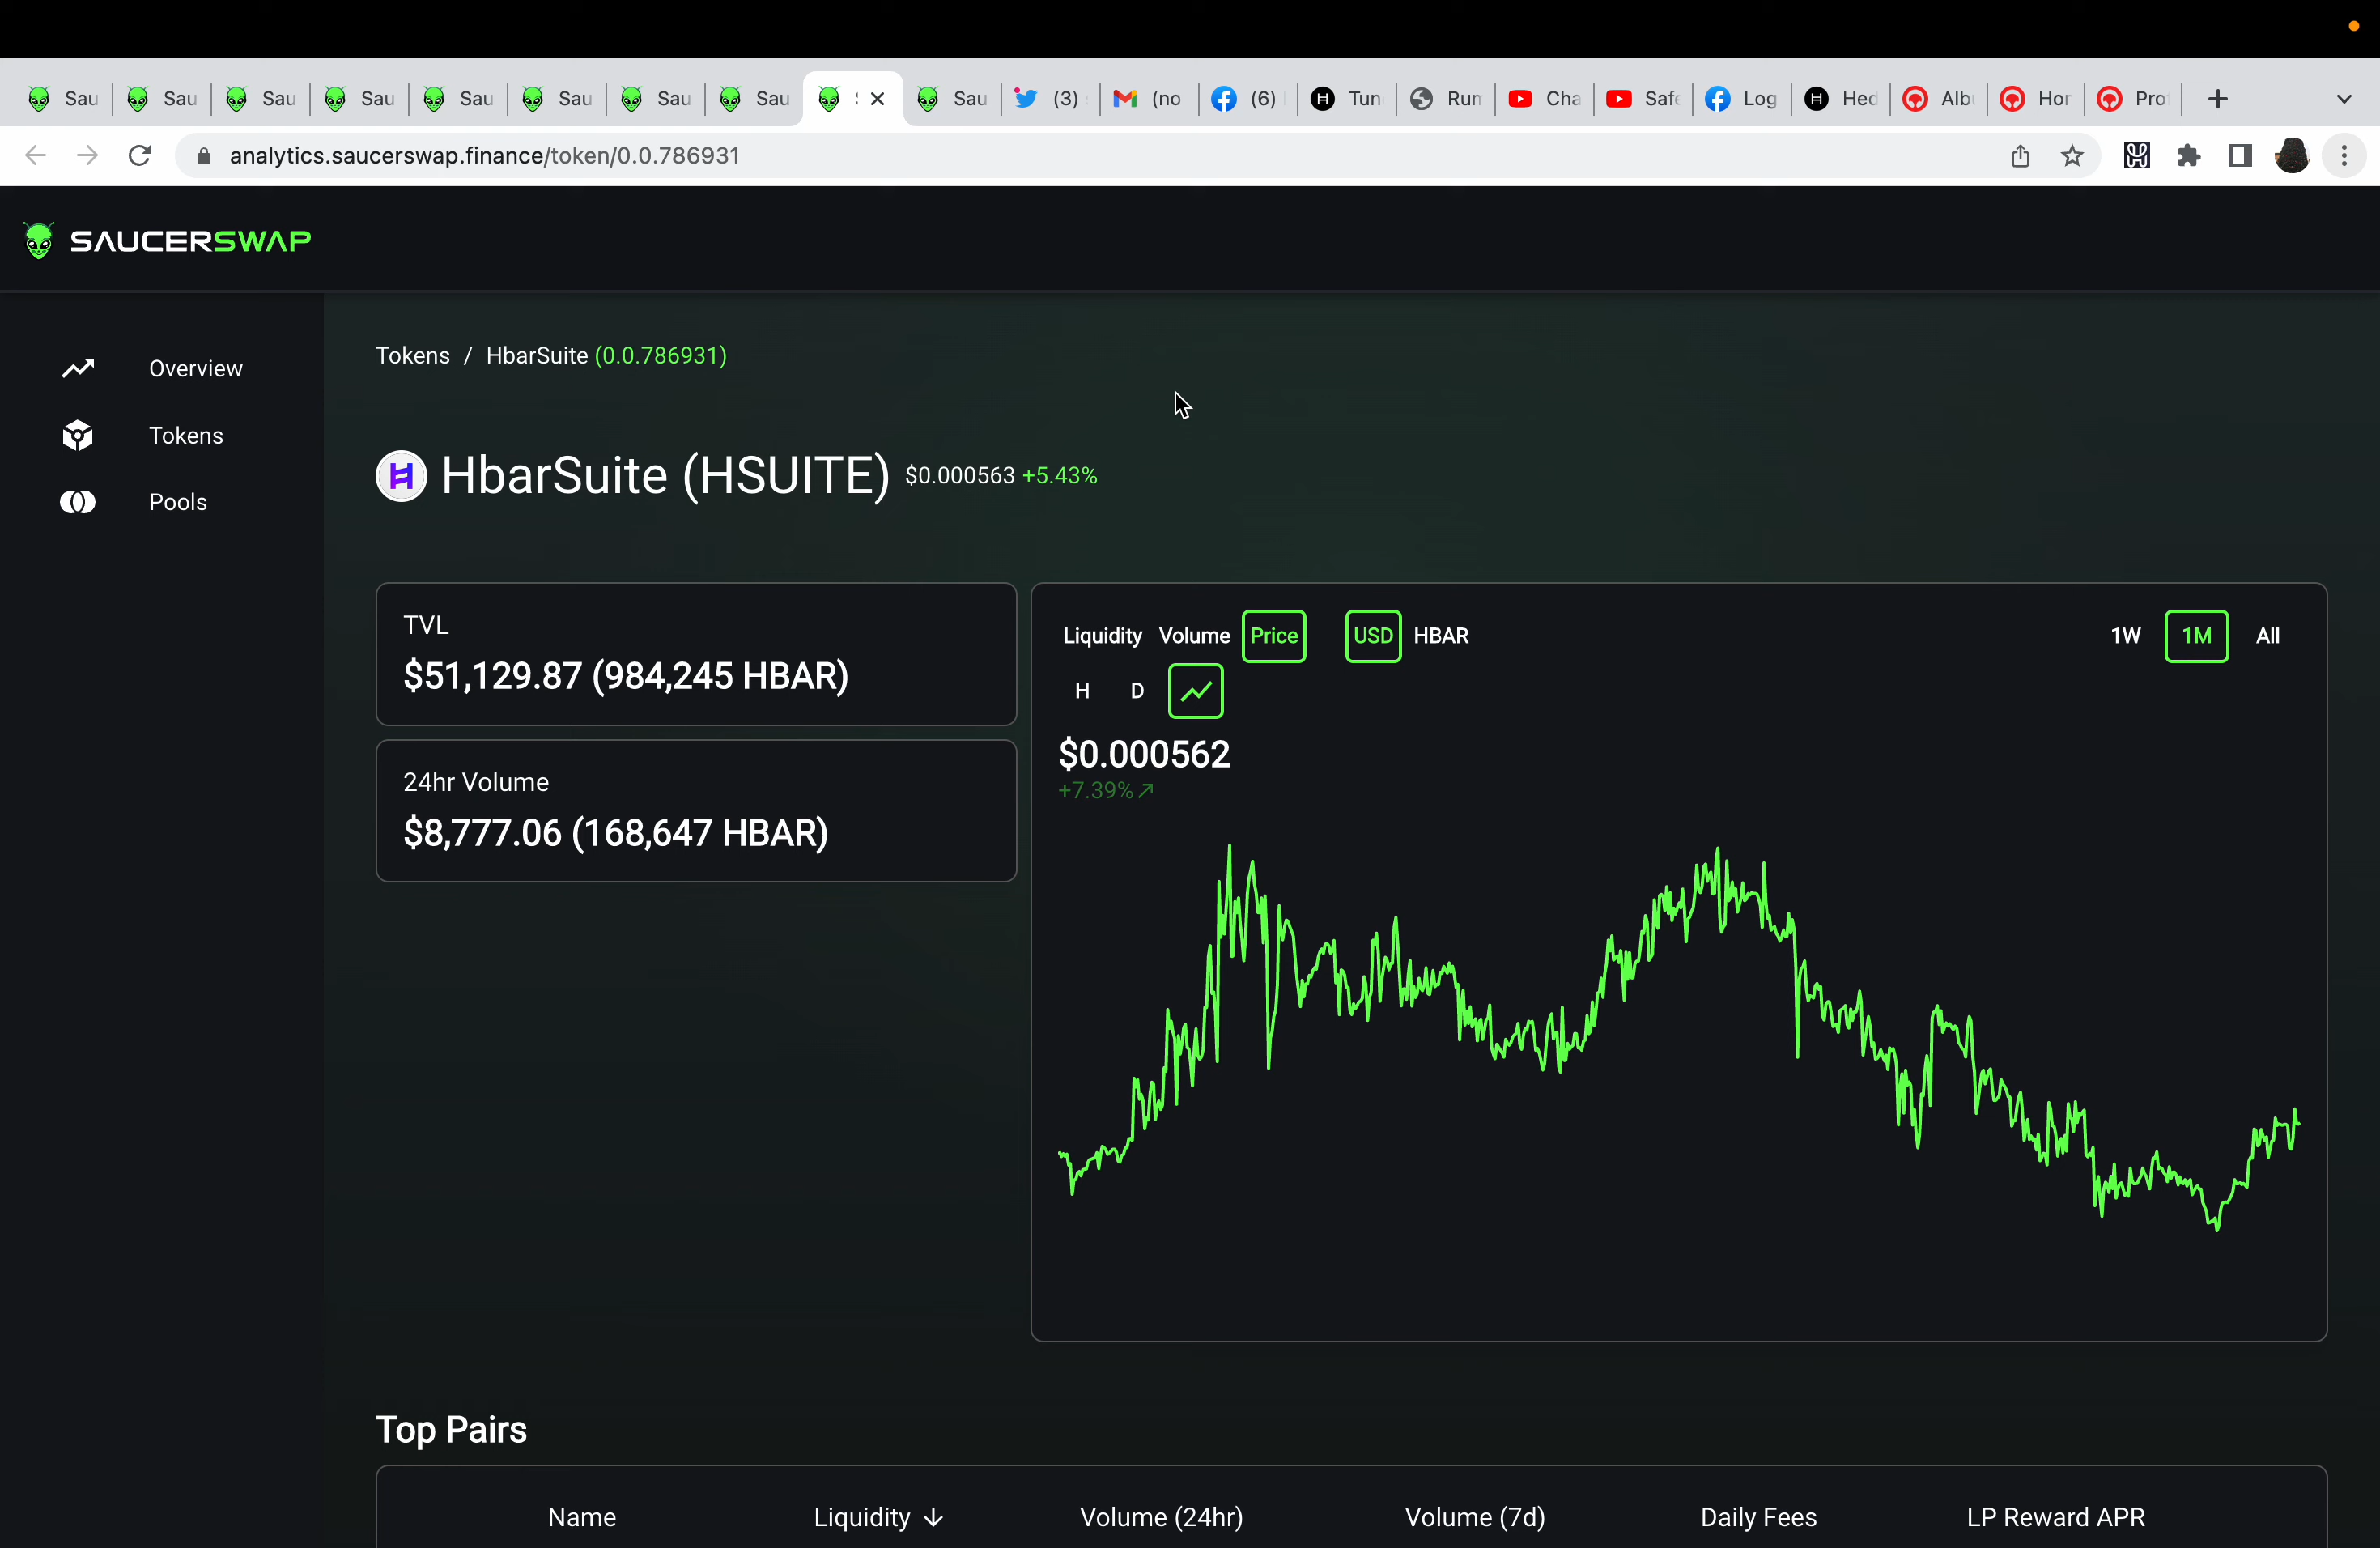 Sau Sau Sau Sau Sau Sau Sau Sau Sau (3) (no (6) Tun Run Cha Safe Log Hed Alb Hor Pro
analytics.saucerswap.finance/token/0.0.786931
SAUCERSWAP
Overview
Tokens
Pools
Tokens / HbarSuite (0.0.786931)
HbarSuite (HSUITE) $0.000563 +5.43%
TVL
$51,129.87 (984,245 HBAR)
24hr Volume
$8,777.06 (168,647 HBAR)
Liquidity Volume Price USD HBAR 1W 1M All
H D
$0.000562
+7.39%
Top Pairs
Name Liquidity Volume (24hr) Volume (7d) Daily Fees LP Reward APR